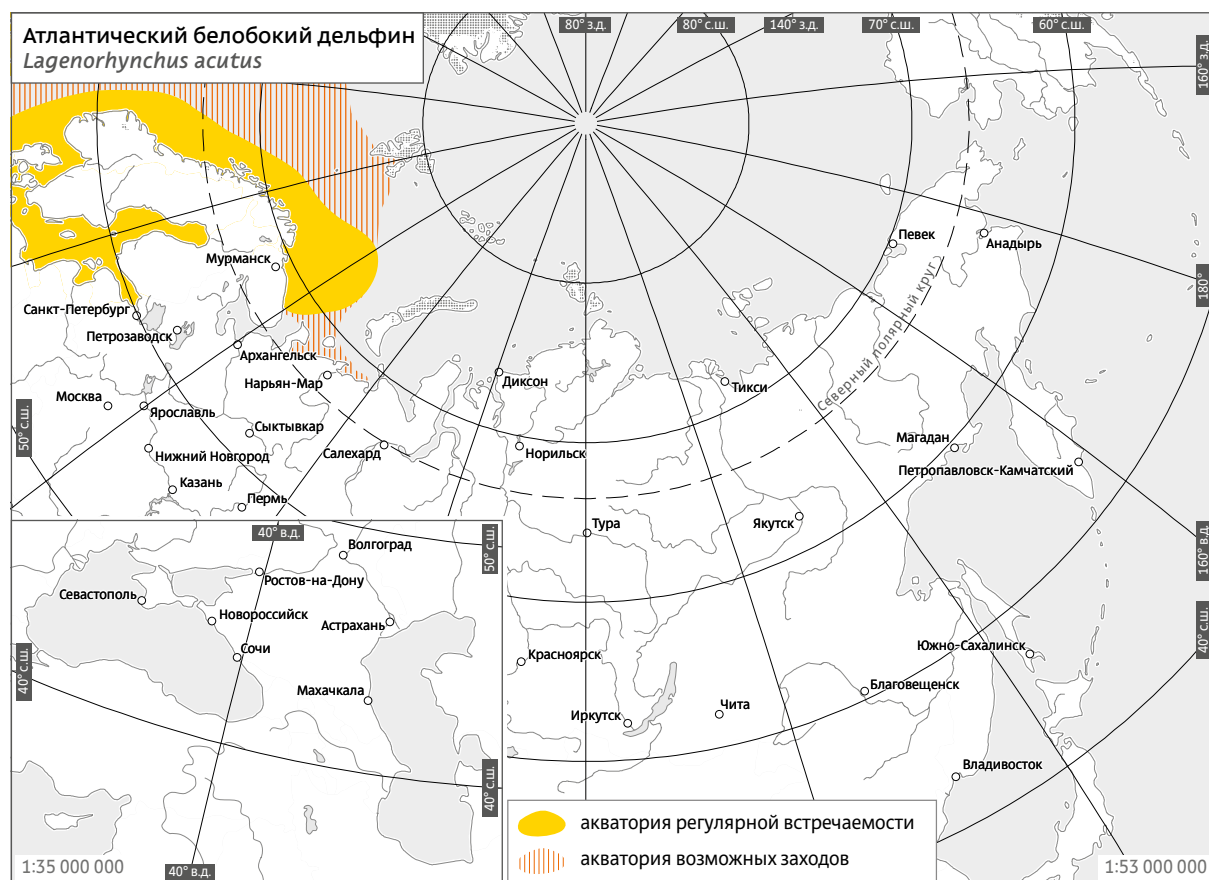 Атлантический белобокий дельфин
Lagenorhynchus acutus
80° з.д.
80° с.ш.
140° з.д.
70° с.ш.
60° с.ш.
160° з.д.
Певек
Анадырь
Мурманск
180°
Северный полярный круг
Санкт-Петербург
Петрозаводск
Архангельск
Нарьян-Мар
Диксон
Тикси
Москва
Ярославль
50° с.ш.
Сыктывкар
Нижний Новгород
Салехард
Норильск
Магадан
Петропавловск-Камчатский
Казань
Пермь
Тура
Якутск
40° в.д.
50° с.ш.
160° в.д.
Волгоград
Ростов-на-Дону
Севастополь
Новороссийск
Астрахань
Сочи
40° с.ш.
40° с.ш.
Красноярск
Южно-Сахалинск
Махачкала
Благовещенск
Иркутск
Чита
Владивосток
40° с.ш.
акватория регулярной встречаемости
акватория возможных заходов
1:35 000 000
40° в.д.
1:53 000 000